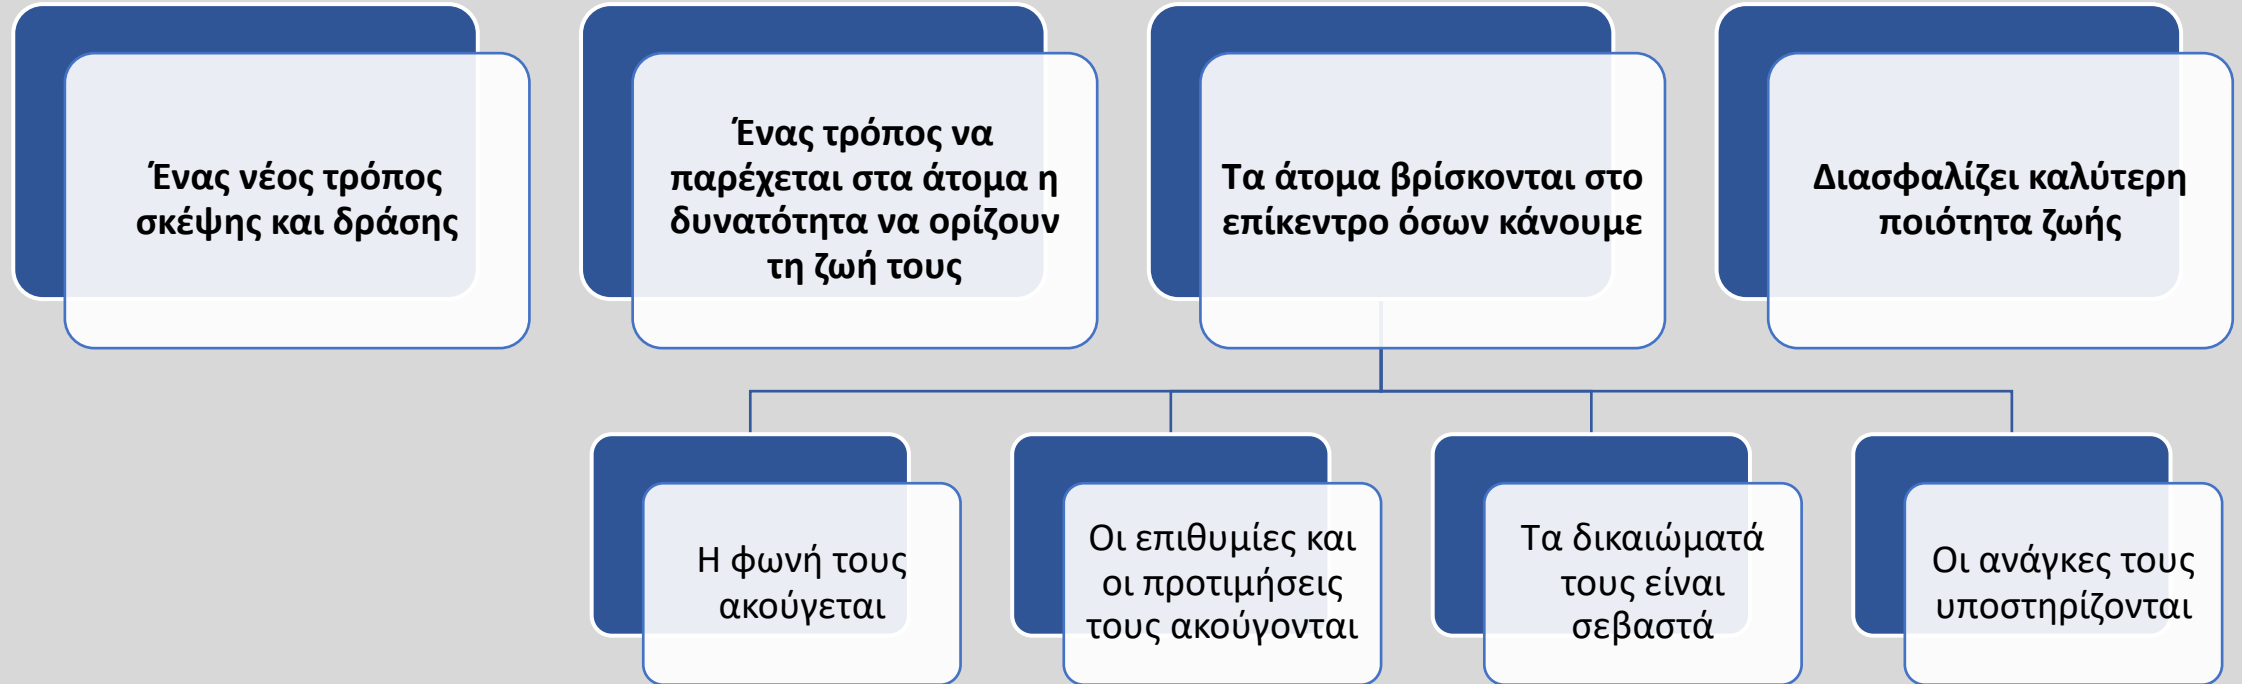 Ένας νέος τρόπος
σκέψης και δράσης
Ένας τρόπος να
παρέχεται στα άτομα η
δυνατότητα να ορίζουν
τη ζωή τους
Τα άτομα βρίσκονται στο
επίκεντρο όσων κάνουμε
Διασφαλίζει καλύτερη
ποιότητα ζωής
Η φωνή τους
ακούγεται
Οι επιθυμίες και
οι προτιμήσεις
τους ακούγονται
Τα δικαιώματά
τους είναι
σεβαστά
Οι ανάγκες τους
υποστηρίζονται